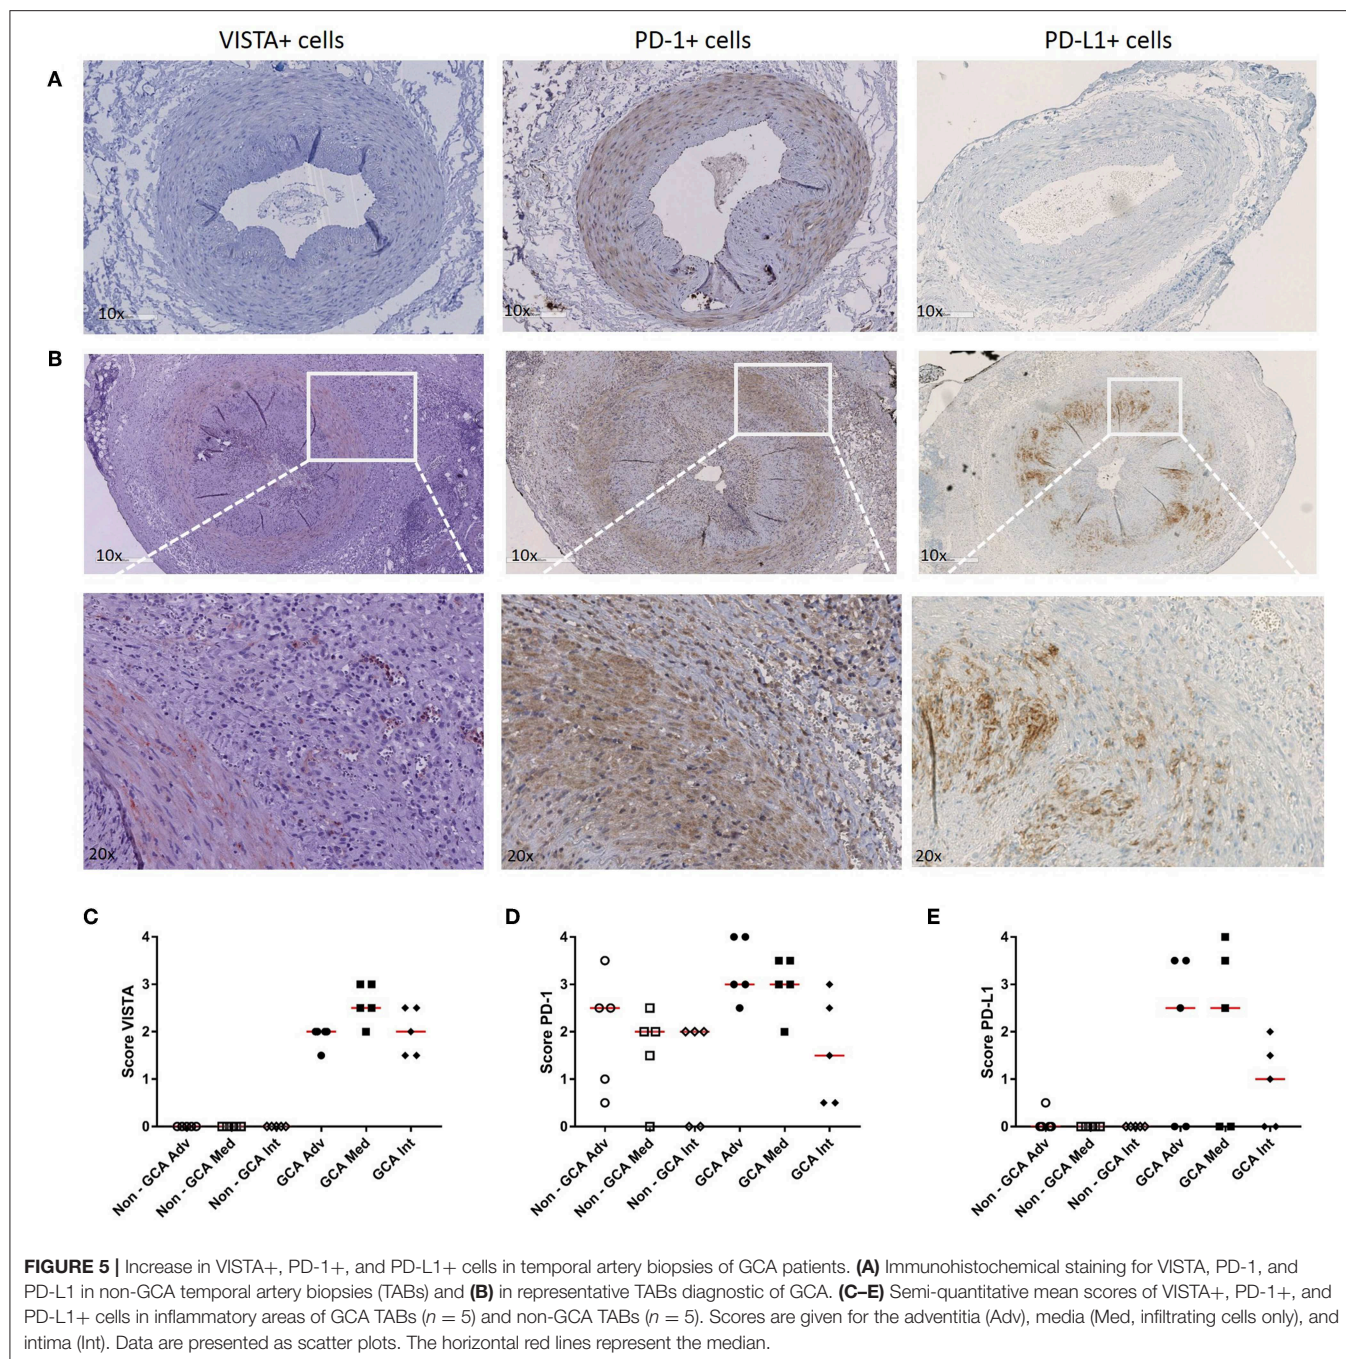 VISTA+ cells PD-1+ cells PD-L1+ cells
A
10x 10x 10x
B
10x 10x 10x
20x 20x 20x
C D E
Score VISTA
4
3
2
1
0
Non - GCA Adv
Non - GCA Med
Non - GCA Int
GCA Adv
GCA Med
GCA Int
Score PD-1
4
3
2
1
0
Non - GCA Adv
Non - GCA Med
Non - GCA Int
GCA Adv
GCA Med
GCA Int
Score PD-L1
4
3
2
1
0
Non - GCA Adv
Non - GCA Med
Non - GCA Int
GCA Adv
GCA Med
GCA Int
FIGURE 5 | Increase in VISTA+, PD-1+, and PD-L1+ cells in temporal artery biopsies of GCA patients. (A) Immunohistochemical staining for VISTA, PD-1, and
PD-L1 in non-GCA temporal artery biopsies (TABs) and (B) in representative TABs diagnostic of GCA. (C–E) Semi-quantitative mean scores of VISTA+, PD-1+, and
PD-L1+ cells in inflammatory areas of GCA TABs (n = 5) and non-GCA TABs (n = 5). Scores are given for the adventitia (Adv), media (Med, infiltrating cells only), and
intima (Int). Data are presented as scatter plots. The horizontal red lines represent the median.